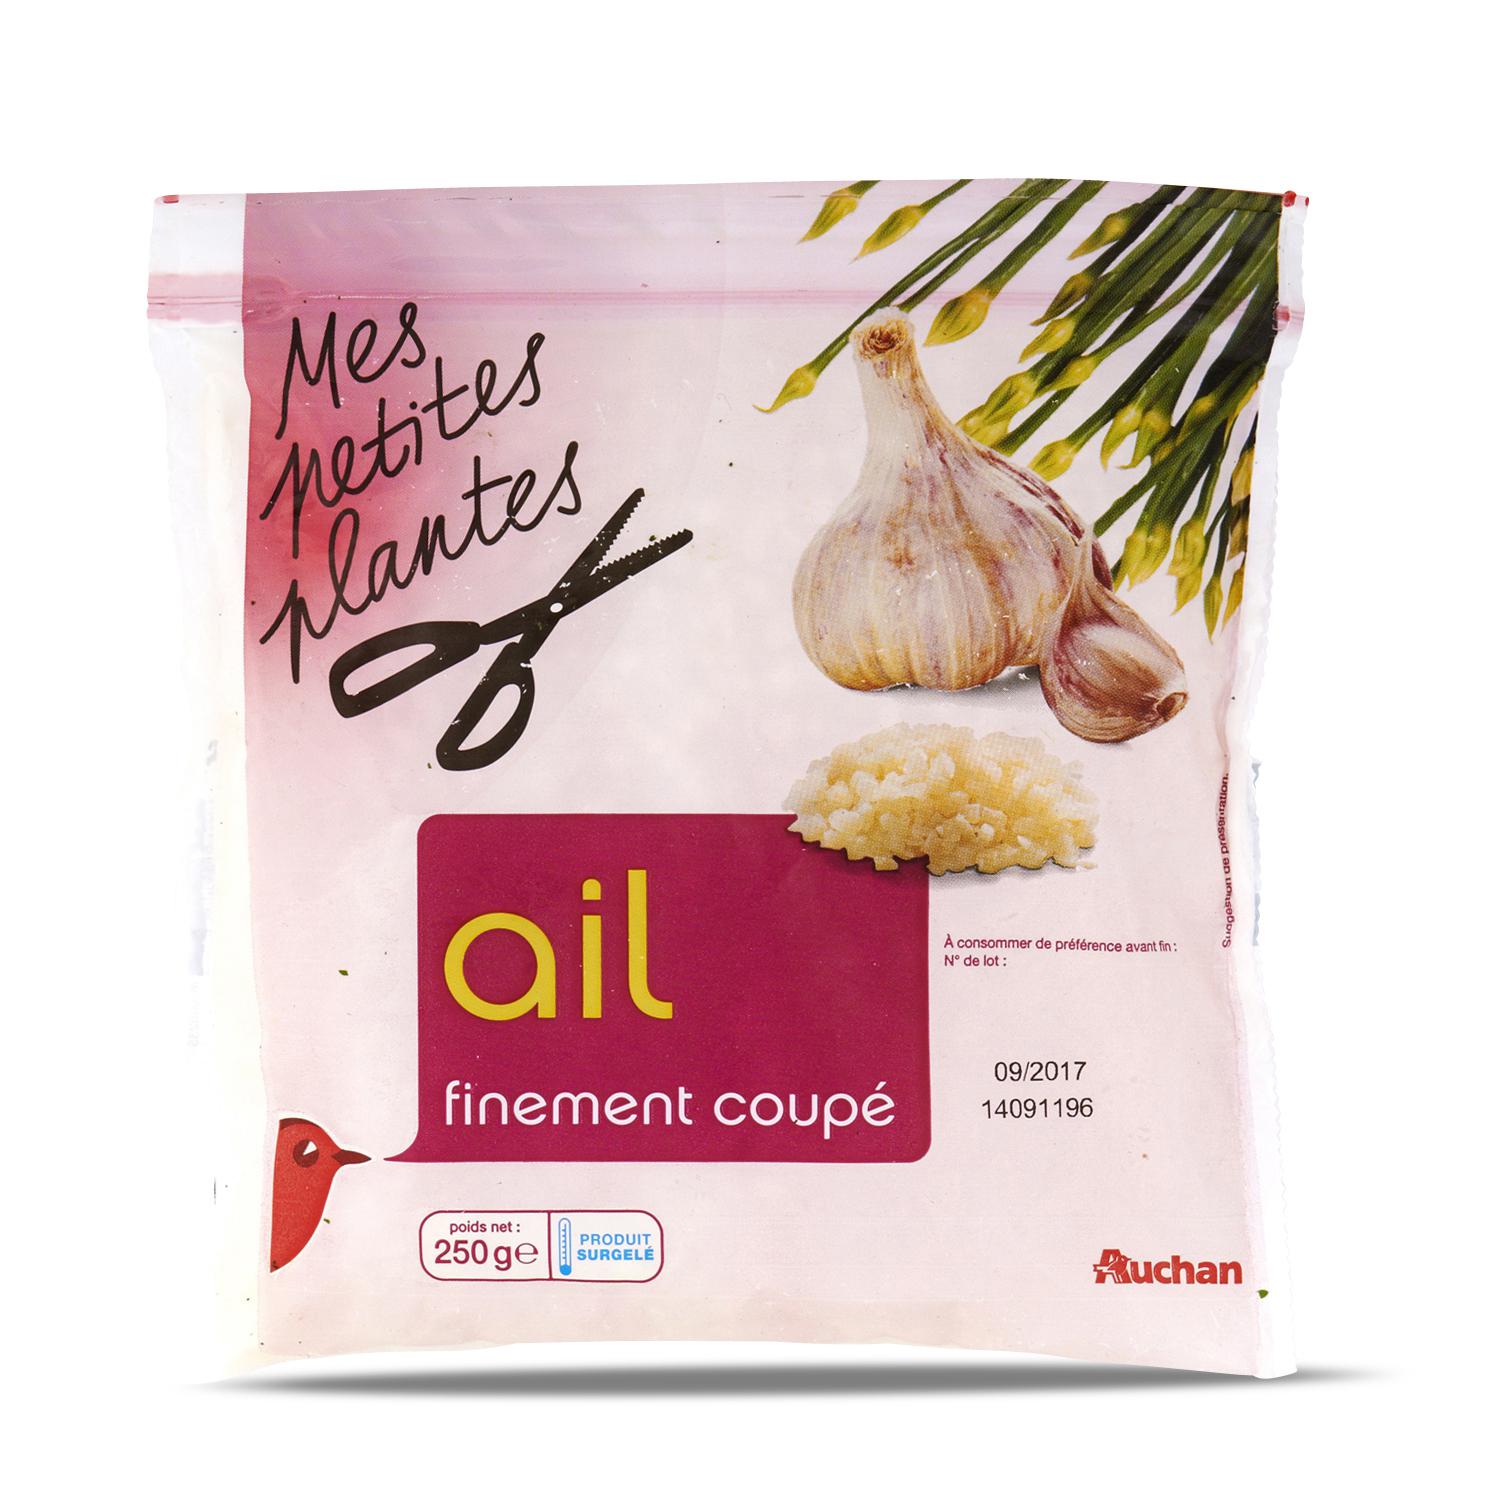 Mes
petites
plantes
ail
finement coupé
À consommer de préférence avant fin :
N° de lot :
09/2017
14091196
Suggestion de présentation.
poids net :
250 g e
PRODUIT
SURGELÉ
Auchan